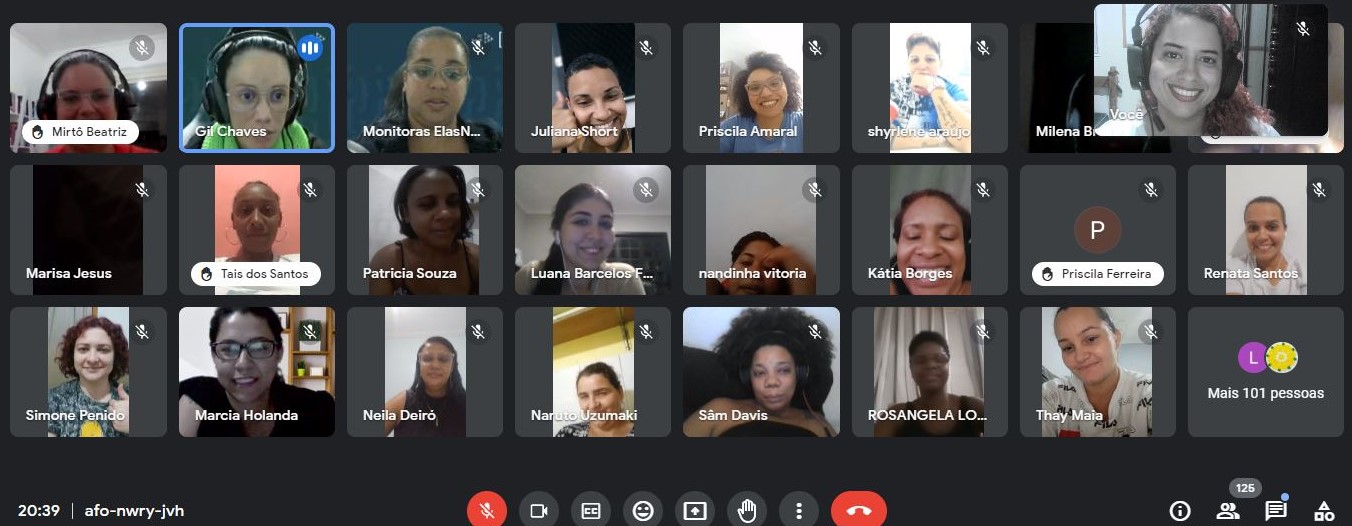 Mirtô Beatriz
Gil Chaves
Monitoras ElasN...
Juliana Short
Priscila Amaral
shyrlene araujo
Milena B
Você
Marisa Jesus
Tais dos Santos
Patricia Souza
Luana Barcelos F...
nandinha vitoria
Kátia Borges
P
Priscila Ferreira
Renata Santos
Simone Penido
Marcia Holanda
Neila Deiró
Naruto Uzumaki
Sâm Davis
ROSANGELA LO...
Thay Maia
L
Mais 101 pessoas
20:39 | afo-nwry-jvh
125